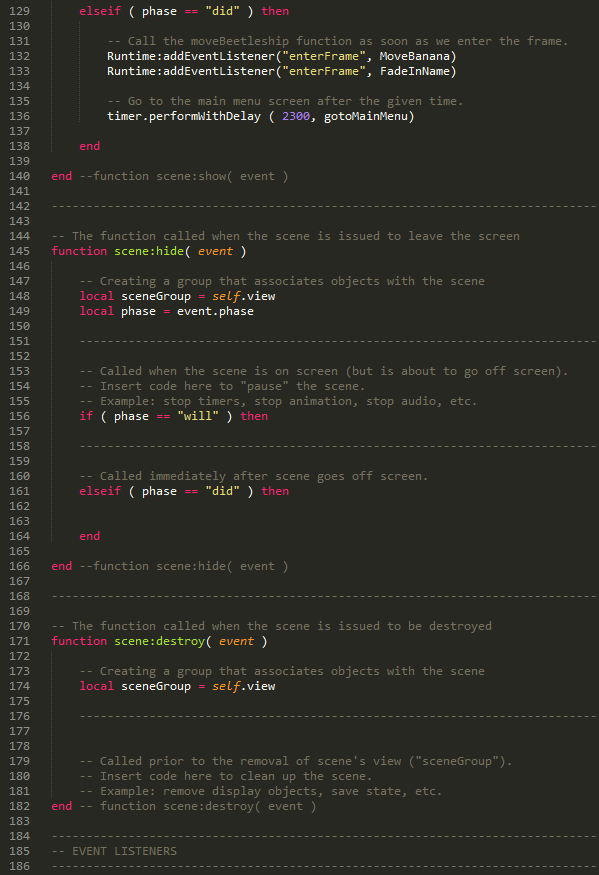 129 elseif ( phase == "did" ) then
130
131 -- Call the moveBeetleship function as soon as we enter the frame.
132 Runtime:addEventListener("enterFrame", MoveBanana)
133 Runtime:addEventListener("enterFrame", FadeInName)
134
135 -- Go to the main menu screen after the given time.
136 timer.performWithDelay ( 2300, gotoMainMenu)
137
138 end
139
140 end --function scene:show( event )
141
142 -----------------------------------------------------------------------------
143
144 -- The function called when the scene is issued to leave the screen
145 function scene:hide( event )
146
147 -- Creating a group that associates objects with the scene
148 local sceneGroup = self.view
149 local phase = event.phase
150
151 -------------------------------------------------------------------------
152
153 -- Called when the scene is on screen (but is about to go off screen).
154 -- Insert code here to "pause" the scene.
155 -- Example: stop timers, stop animation, stop audio, etc.
156 if ( phase == "will" ) then
157
158 -------------------------------------------------------------------------
159
160 -- Called immediately after scene goes off screen.
161 elseif ( phase == "did" ) then
162
163
164 end
165
166 end --function scene:hide( event )
167
168 -----------------------------------------------------------------------------
169
170 -- The function called when the scene is issued to be destroyed
171 function scene:destroy( event )
172
173 -- Creating a group that associates objects with the scene
174 local sceneGroup = self.view
175
176 -------------------------------------------------------------------------
177
178
179 -- Called prior to the removal of scene's view ("sceneGroup").
180 -- Insert code here to clean up the scene.
181 -- Example: remove display objects, save state, etc.
182 end -- function scene:destroy( event )
183
184 -----------------------------------------------------------------------------
185 -- EVENT LISTENERS
186 -----------------------------------------------------------------------------